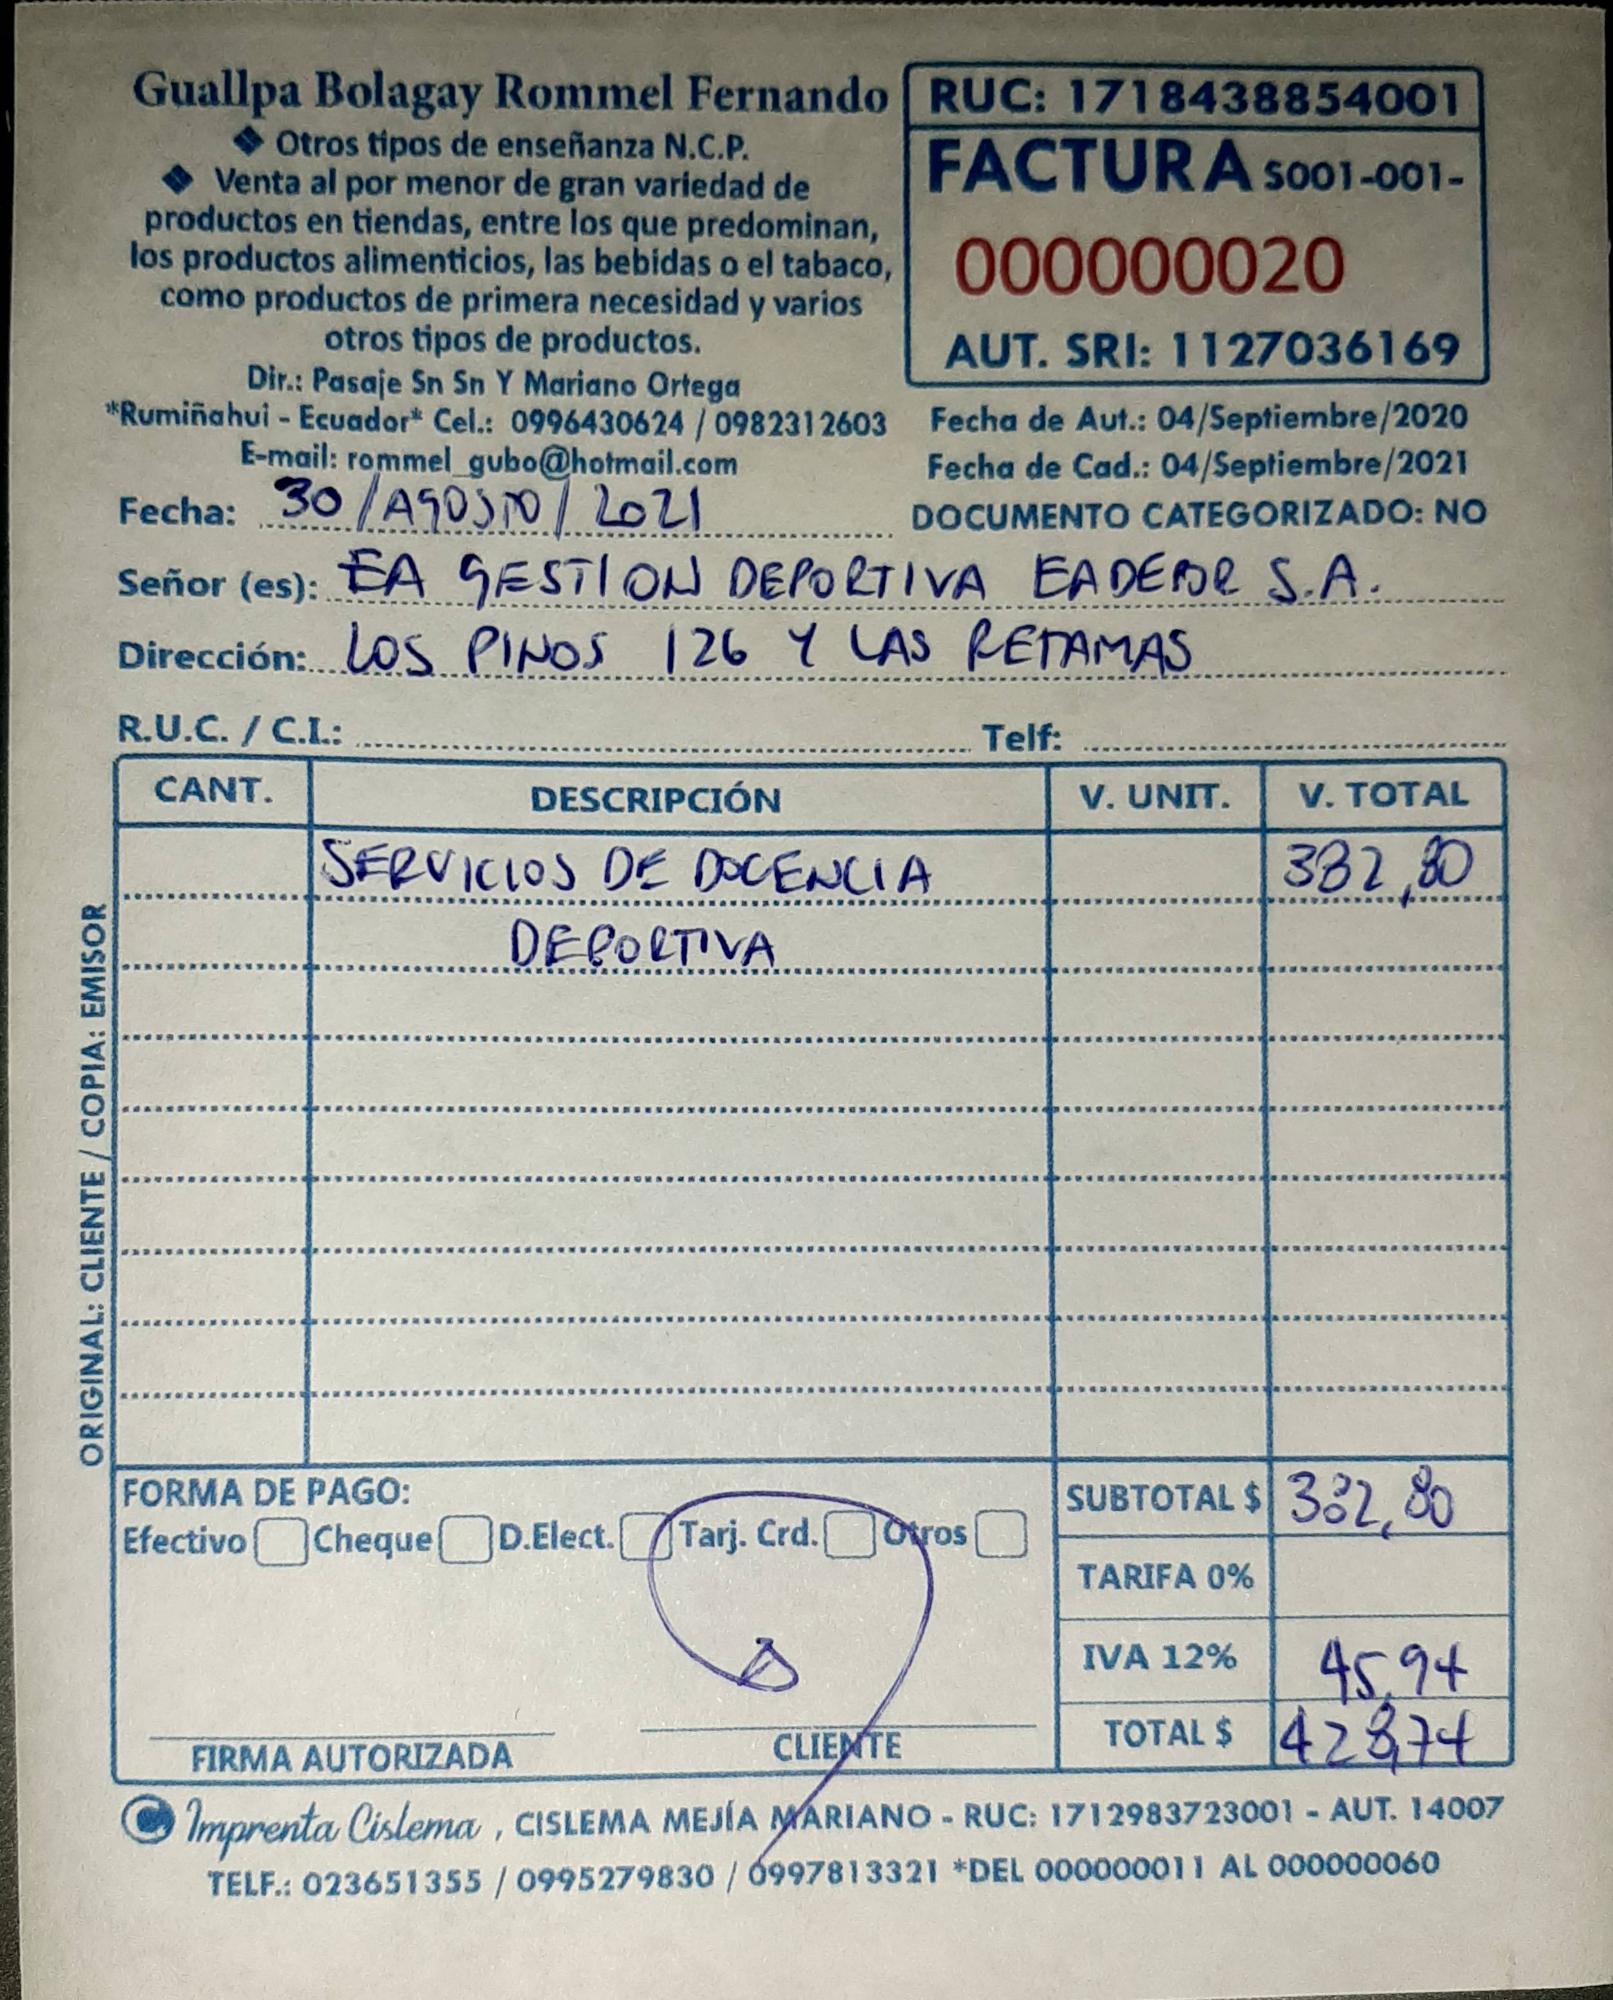 Guallpa Bolagay Rommel Fernando
❖ Otros tipos de enseñanza N.C.P.
❖ Venta al por menor de gran variedad de
productos en tiendas, entre los que predominan,
los productos alimenticios, las bebidas o el tabaco,
como productos de primera necesidad y varios
otros tipos de productos.
Dir.: Pasaje Sn Sn Y Mariano Ortega
*Rumiñahui - Ecuador* Cel.: 0996430624 / 0982312603
E-mail: rommel_gubo@hotmail.com
RUC: 1718438854001
FACTURA S001-001-
000000020
AUT. SRI: 1127036169
Fecha de Aut.: 04/Septiembre/2020
Fecha de Cad.: 04/Septiembre/2021
DOCUMENTO CATEGORIZADO: NO
Fecha: 30/AGOSTO/2021
Señor (es): EA GESTION DEPORTIVA S.A.
Dirección: LOS PINOS 126 Y LAS RETAMAS
R.U.C. / C.I.: Telf:
CANT. DESCRIPCIÓN V. UNIT. V. TOTAL
SERVICIOS DE DOCENCIA 382,80
DEPORTIVA
ORIGINAL: CLIENTE / COPIA: EMISOR
FORMA DE PAGO:
Efectivo Cheque D.Elect. Tarj. Crd. Otros
SUBTOTAL $ 382,80
TARIFA 0%
IVA 12% 45,94
TOTAL $ 428,74
FIRMA AUTORIZADA CLIENTE
Imprenta Cislema, CISLEMA MEJÍA MARIANO - RUC: 1712983723001 - AUT. 14007
TELF.: 023651355 / 0995279830 / 0997813321 *DEL 000000011 AL 000000060